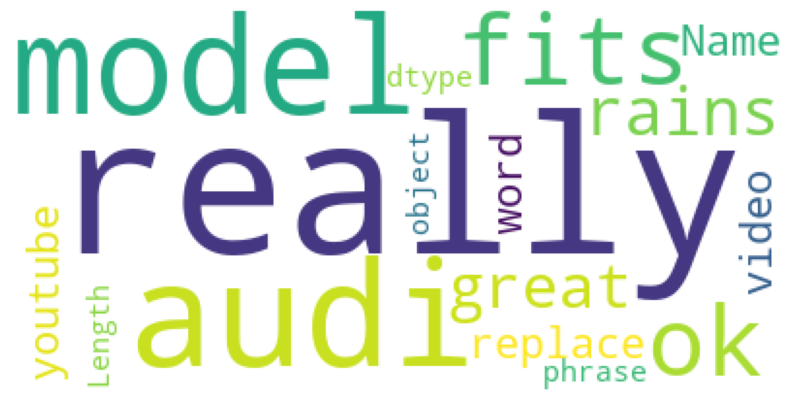 model
dtype
fits
Name
rains
really
object
word
video
youtube
Length
audi
great
replace
phrase
ok